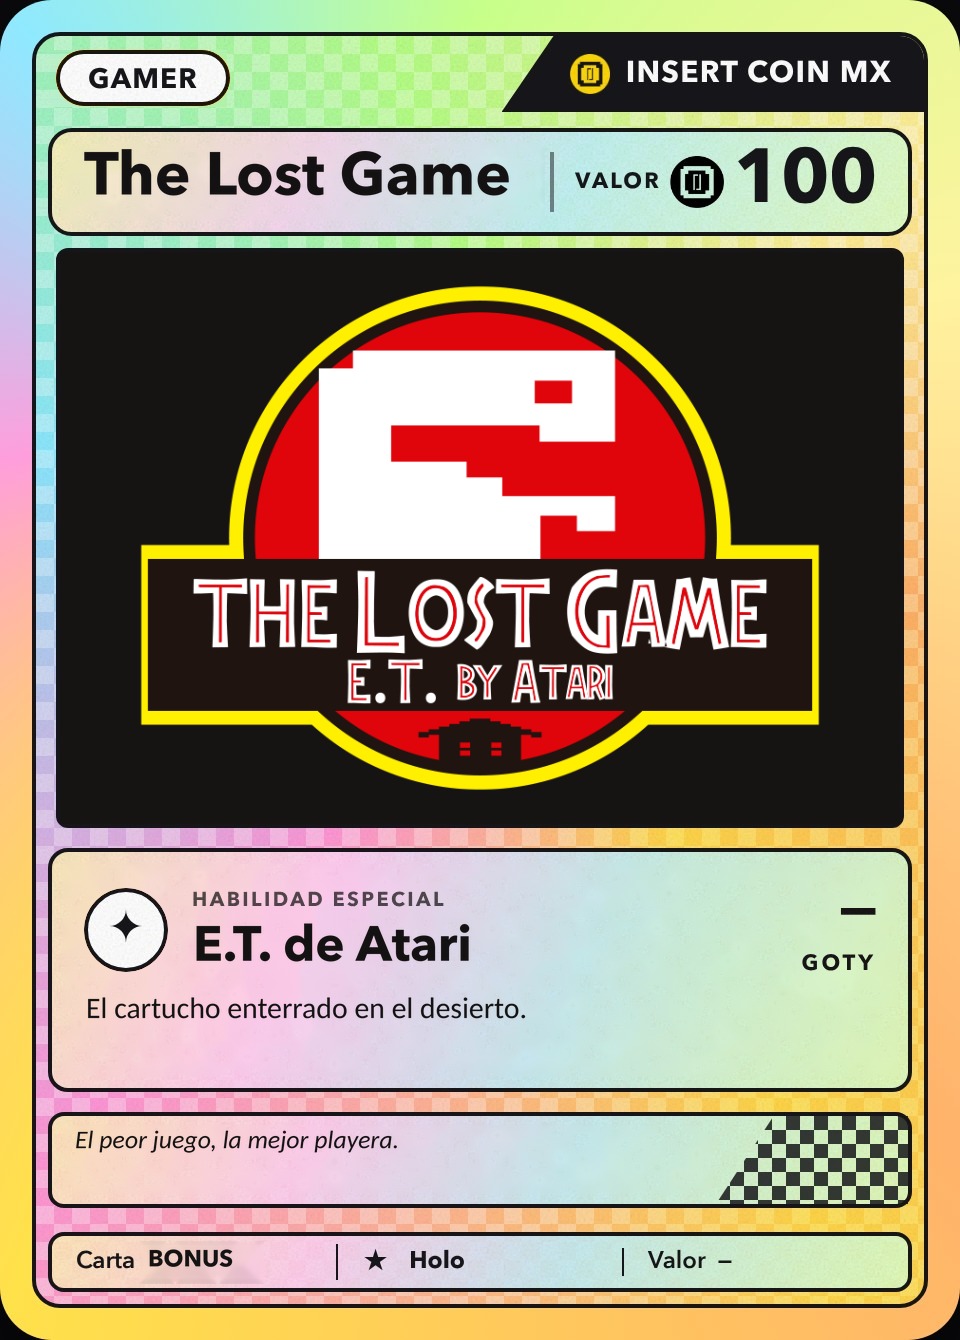 GAMER
INSERT COIN MX
The Lost Game
VALOR 100
THE LOST GAME
E.T. BY ATARI
HABILIDAD ESPECIAL
E.T. de Atari
–
GOTY
El cartucho enterrado en el desierto.
El peor juego, la mejor playera.
Carta BONUS
★ Holo
Valor –